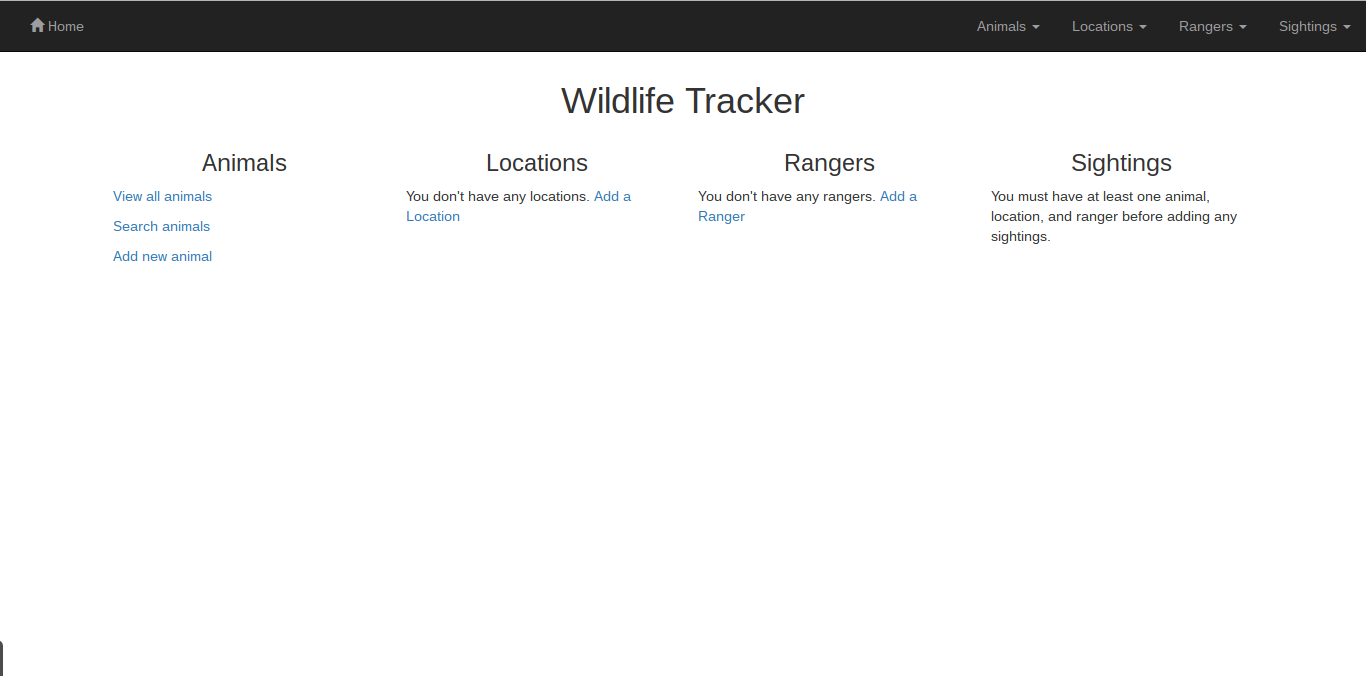 Home
Animals
Locations
Rangers
Sightings
Wildlife Tracker
Animals
View all animals
Search animals
Add new animal
Locations
You don't have any locations. Add a
Location
Rangers
You don't have any rangers. Add a
Ranger
Sightings
You must have at least one animal,
location, and ranger before adding any
sightings.